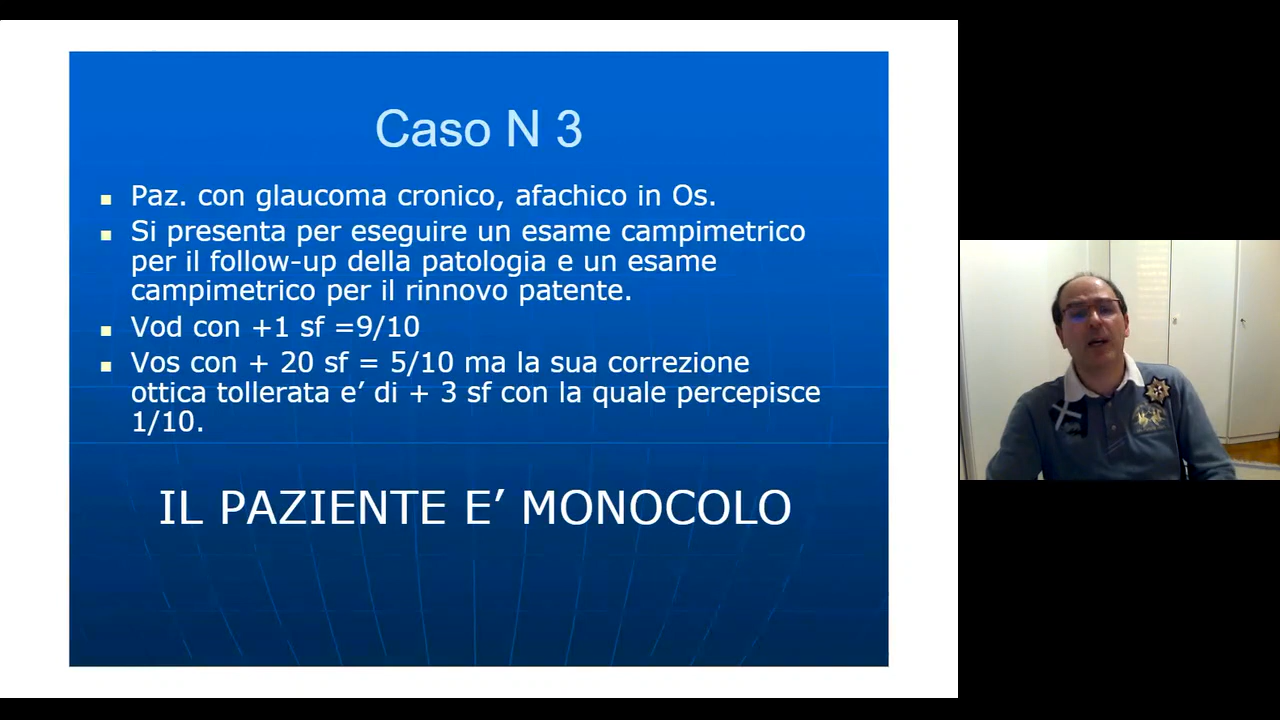 Caso N 3
Paz. con glaucoma cronico, afachico in Os.
Si presenta per eseguire un esame campimetrico
per il follow-up della patologia e un esame
campimetrico per il rinnovo patente.
Vod con +1 sf =9/10
Vos con + 20 sf = 5/10 ma la sua correzione
ottica tollerata e’ di + 3 sf con la quale percepisce
1/10.
IL PAZIENTE E’ MONOCOLO